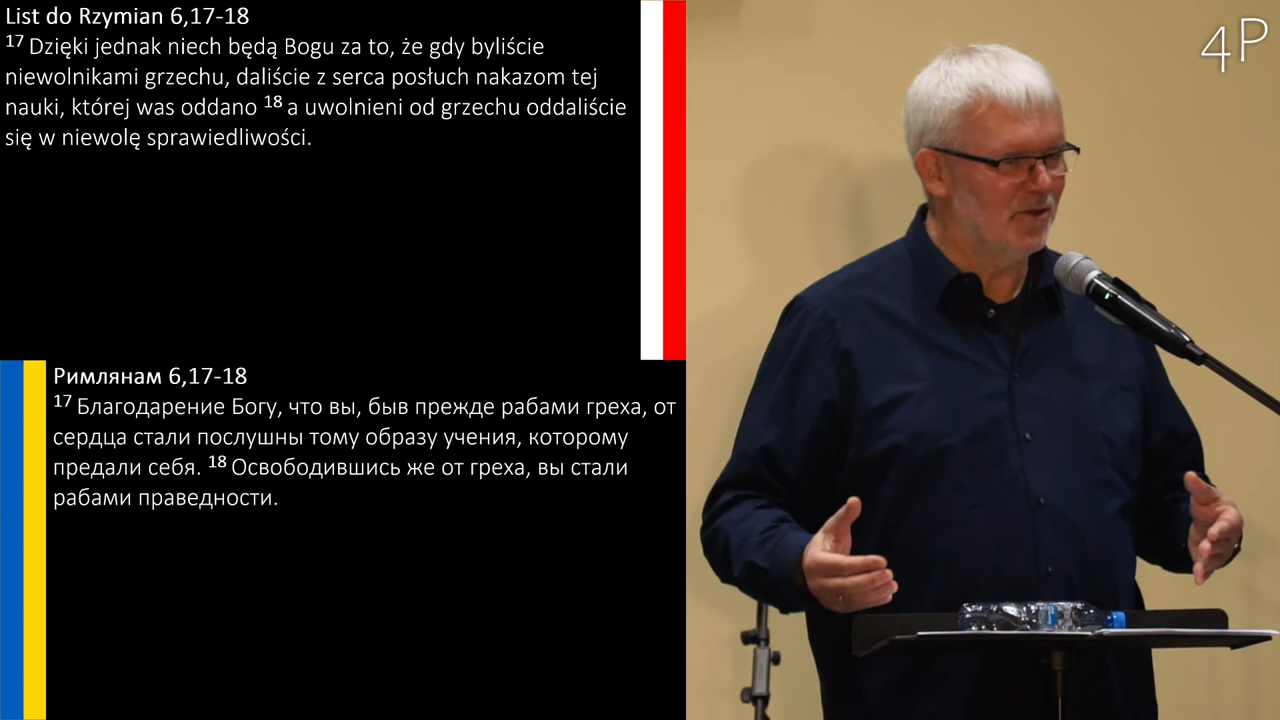 List do Rzymian 6,17-18
17 Dzięki jednak niech będą Bogu za to, że gdy byliście
niewolnikami grzechu, daliście z serca posłuch nakazom tej
nauki, której was oddano 18 a uwolnieni od grzechu oddaliście
się w niewolę sprawiedliwości.
4P
Римлянам 6,17-18
17 Благодарение Богу, что вы, быв прежде рабами греха, от
сердца стали послушны тому образу учения, которому
предали себя. 18 Освободившись же от греха, вы стали
рабами праведности.